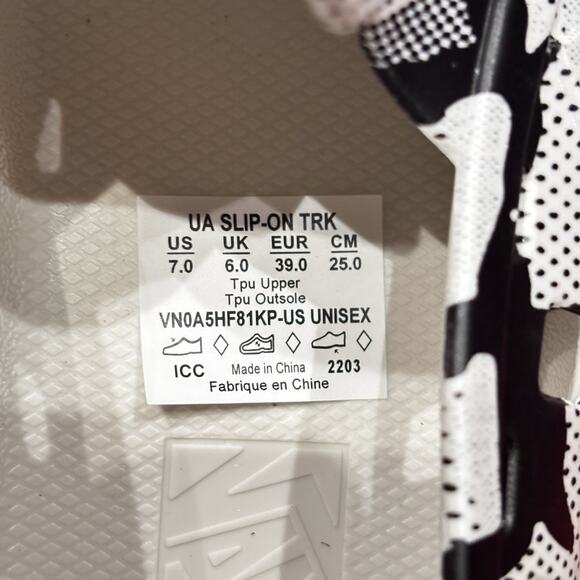 UA SLIP-ON TRK
US UK EUR CM
7.0 6.0 39.0 25.0
Tpu Upper
Tpu Outsole
VN0A5HF81KP-US UNISEX
ICC Made in China 2203
Fabrique en Chine